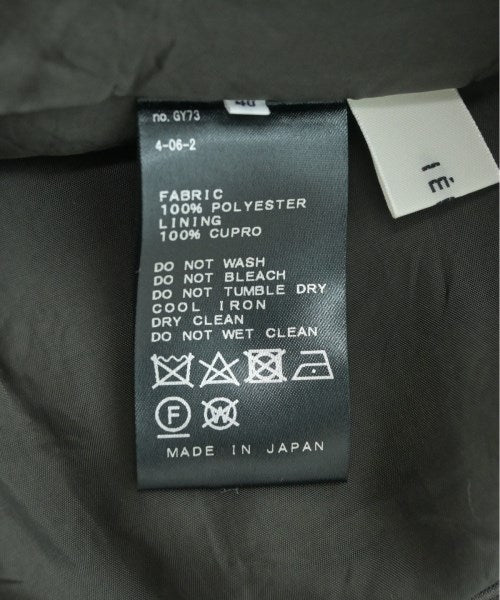 40
no. GY73
4-06-2
FABRIC
100% POLYESTER
LINING
100% CUPRO
DO NOT WASH
DO NOT BLEACH
DO NOT TUMBLE DRY
COOL IRON
DRY CLEAN
DO NOT WET CLEAN
F W
MADE IN JAPAN